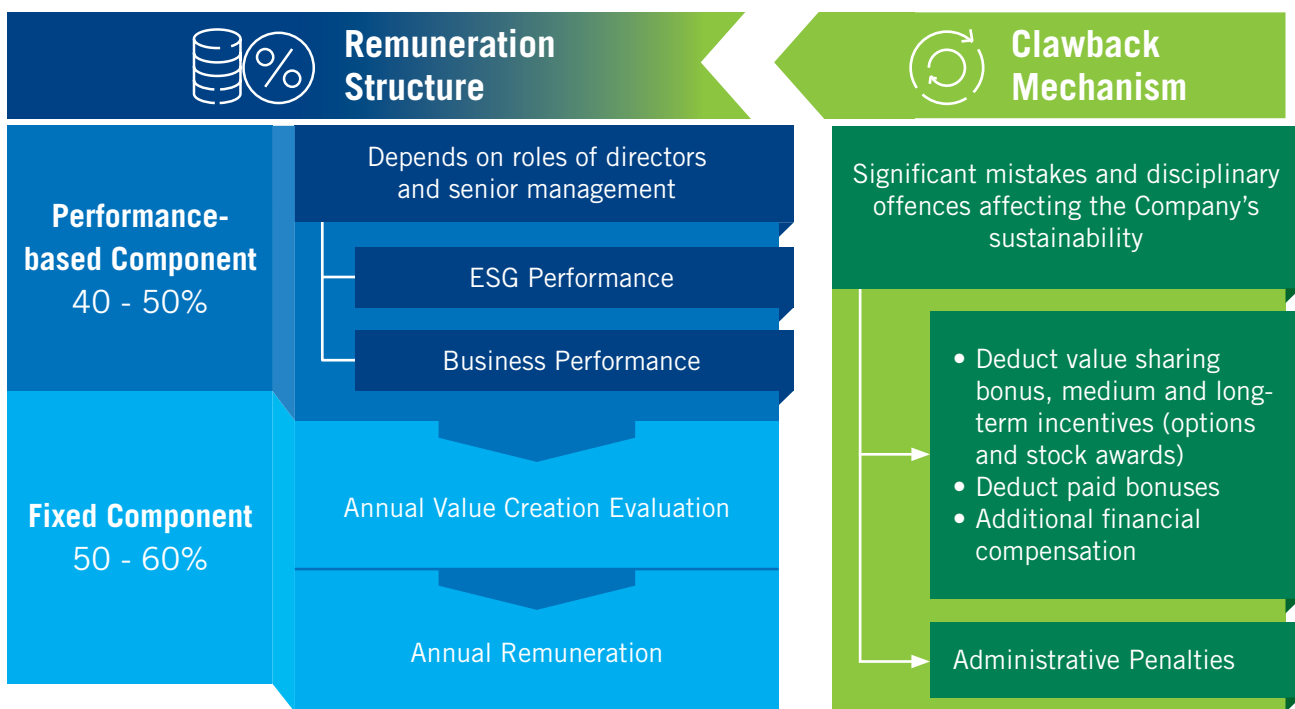 Remuneration
Structure
Performance-
based Component
40 - 50%
Depends on roles of directors
and senior management
ESG Performance
Business Performance
Fixed Component
50 - 60%
Annual Value Creation Evaluation
Annual Remuneration
Clawback
Mechanism
Significant mistakes and disciplinary
offences affecting the Company’s
sustainability
• Deduct value sharing
bonus, medium and long-
term incentives (options
and stock awards)
• Deduct paid bonuses
• Additional financial
compensation
Administrative Penalties